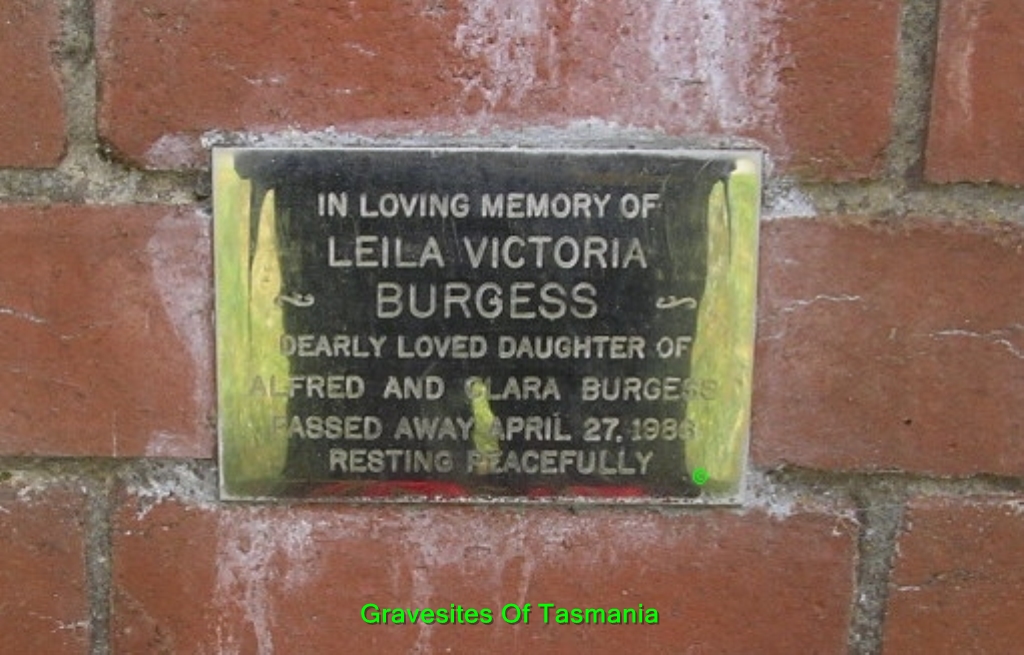 IN LOVING MEMORY OF
LEILA VICTORIA
BURGESS
DEARLY LOVED DAUGHTER OF
ALFRED AND CLARA BURGESS
PASSED AWAY APRIL 27,
RESTING PEACEFULLY
Gravesites Of Tasmania